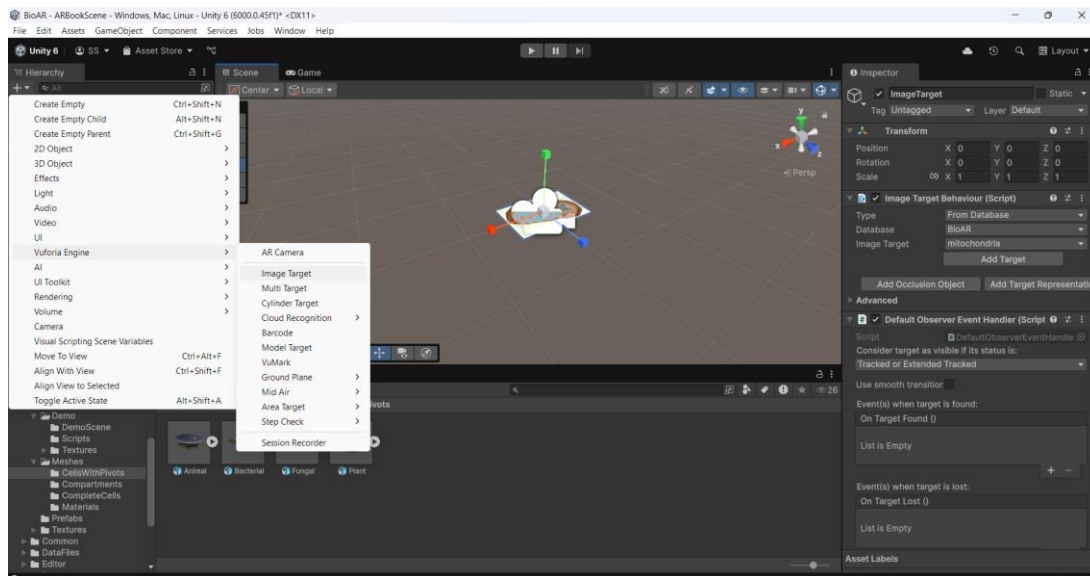 BioAR - ARBookScene - Windows, Mac, Linux - Unity 6 (6000.0.45f1)* <DX11>
File Edit Assets GameObject Component Services Jobs Window Help
Unity 6 SS Asset Store Layout
Hierarchy
All
Scene Game
Center Local
Create Empty Ctrl+Shift+N
Create Empty Child Alt+Shift+N
Create Empty Parent Ctrl+Shift+G
2D Object
3D Object
Effects
Light
Audio
Video
UI
Vuforia Engine
AI
UI Toolkit
Rendering
Volume
Camera
Visual Scripting Scene Variables
Move To View Ctrl+Alt+F
Align With View Ctrl+Shift+F
Align View to Selected
Toggle Active State Alt+Shift+A
AR Camera
Image Target
Multi Target
Cylinder Target
Cloud Recognition
Barcode
Model Target
VuMark
Ground Plane
Mid Air
Area Target
Step Check
Session Recorder
y
x
z
Persp
26
ivots
Demo
DemoScene
Scripts
Textures
Meshes
CellsWithPivots
Compartments
CompleteCells
Materials
Prefabs
Textures
Common
DataFiles
Editor
Animal Bacterial Fungal Plant
Inspector
ImageTarget Static
Tag Untagged Layer Default
Transform
Position X 0 Y 0 Z 0
Rotation X 0 Y 0 Z 0
Scale X 1 Y 1 Z 1
Image Target Behaviour (Script)
Type From Database
Database BioAR
Image Target mitochondria
Add Target
Add Occlusion Object Add Target Representati
Advanced
Default Observer Event Handler (Script
Script DefaultObserverEventHandle
Consider target as visible if its status is:
Tracked or Extended Tracked
Use smooth transition
Event(s) when target is found:
On Target Found ()
List is Empty
+ -
Event(s) when target is lost:
On Target Lost ()
List is Empty
Asset Labels